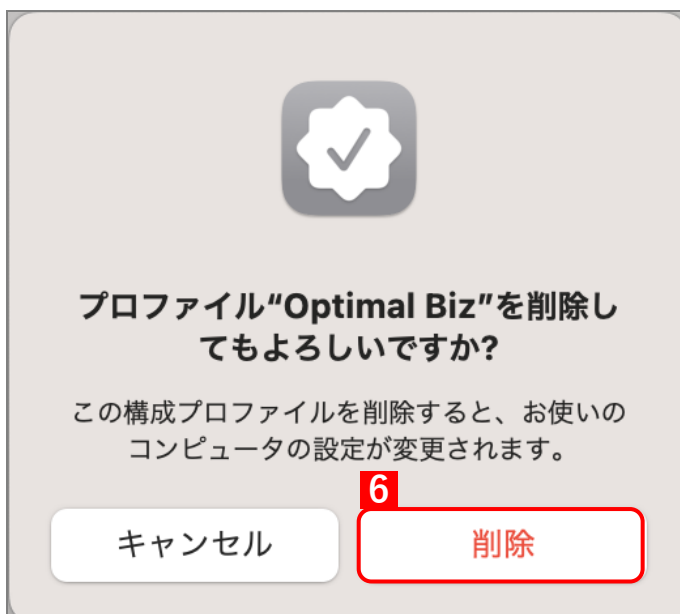 プロファイル“Optimal Biz”を削除し
てもよろしいですか?
この構成プロファイルを削除すると、お使いの
コンピュータの設定が変更されます。
6
キャンセル
削除